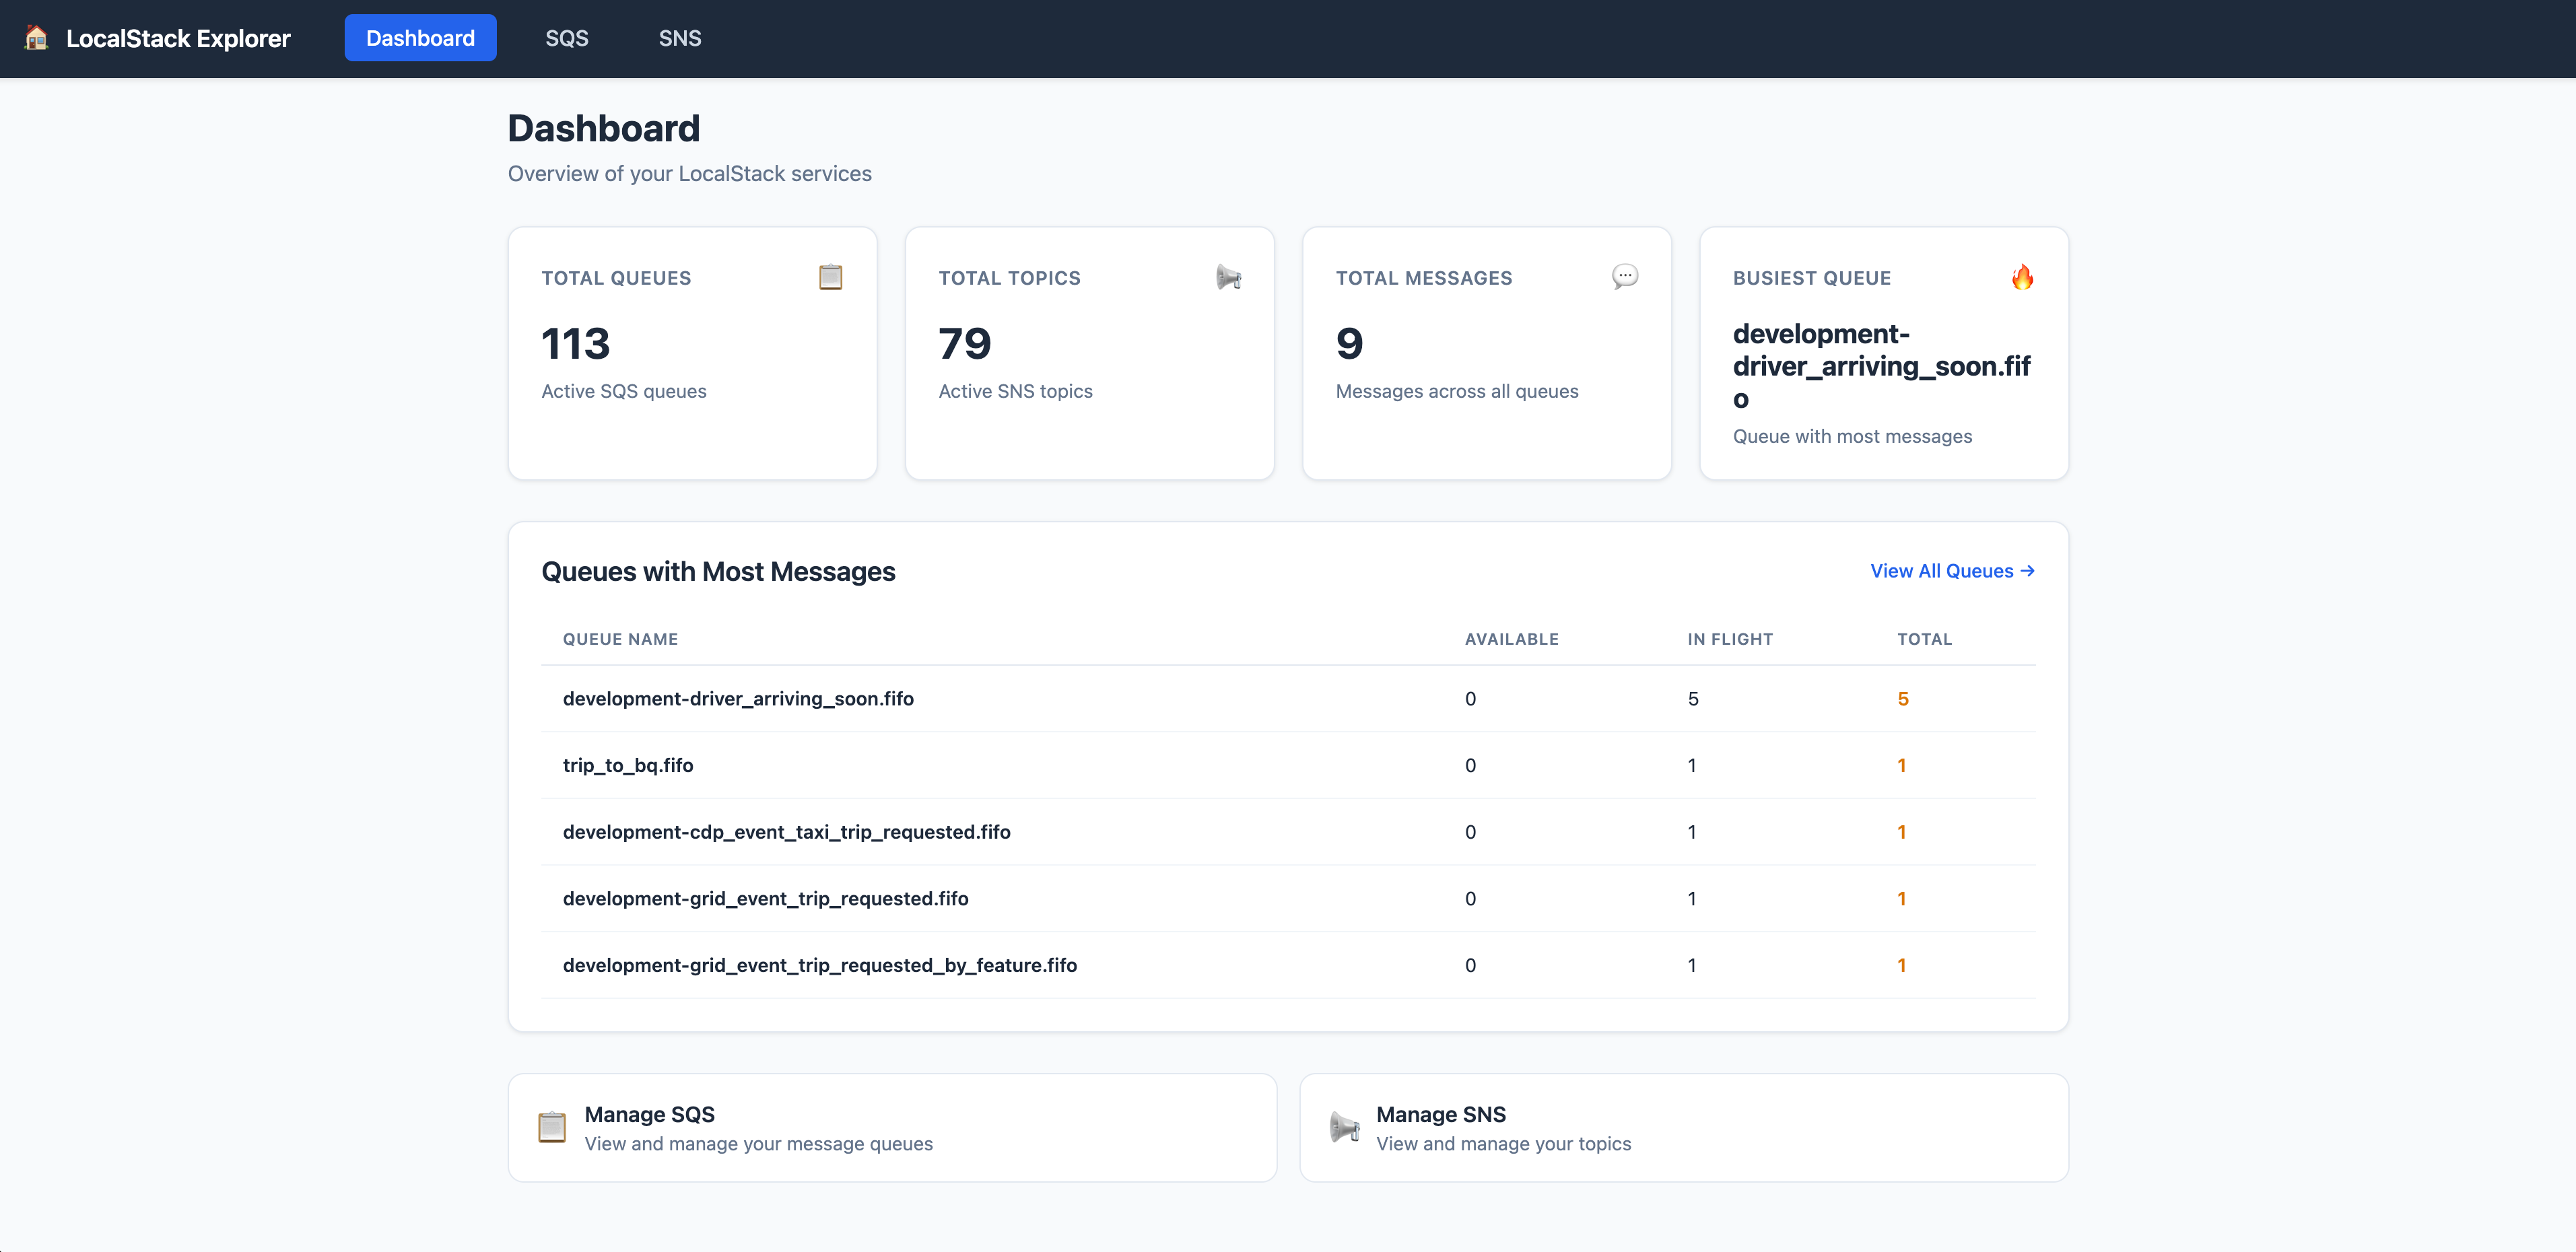 LocalStack Explorer Dashboard SQS SNS
Dashboard
Overview of your LocalStack services
TOTAL QUEUES
113
Active SQS queues
TOTAL TOPICS
79
Active SNS topics
TOTAL MESSAGES
9
Messages across all queues
BUSIEST QUEUE
development-
driver_arriving_soon.fif
o
Queue with most messages
Queues with Most Messages
View All Queues →
QUEUE NAME AVAILABLE IN FLIGHT TOTAL
development-driver_arriving_soon.fifo 0 5 5
trip_to_bq.fifo 0 1 1
development-cdp_event_taxi_trip_requested.fifo 0 1 1
development-grid_event_trip_requested.fifo 0 1 1
development-grid_event_trip_requested_by_feature.fifo 0 1 1
Manage SQS
View and manage your message queues
Manage SNS
View and manage your topics